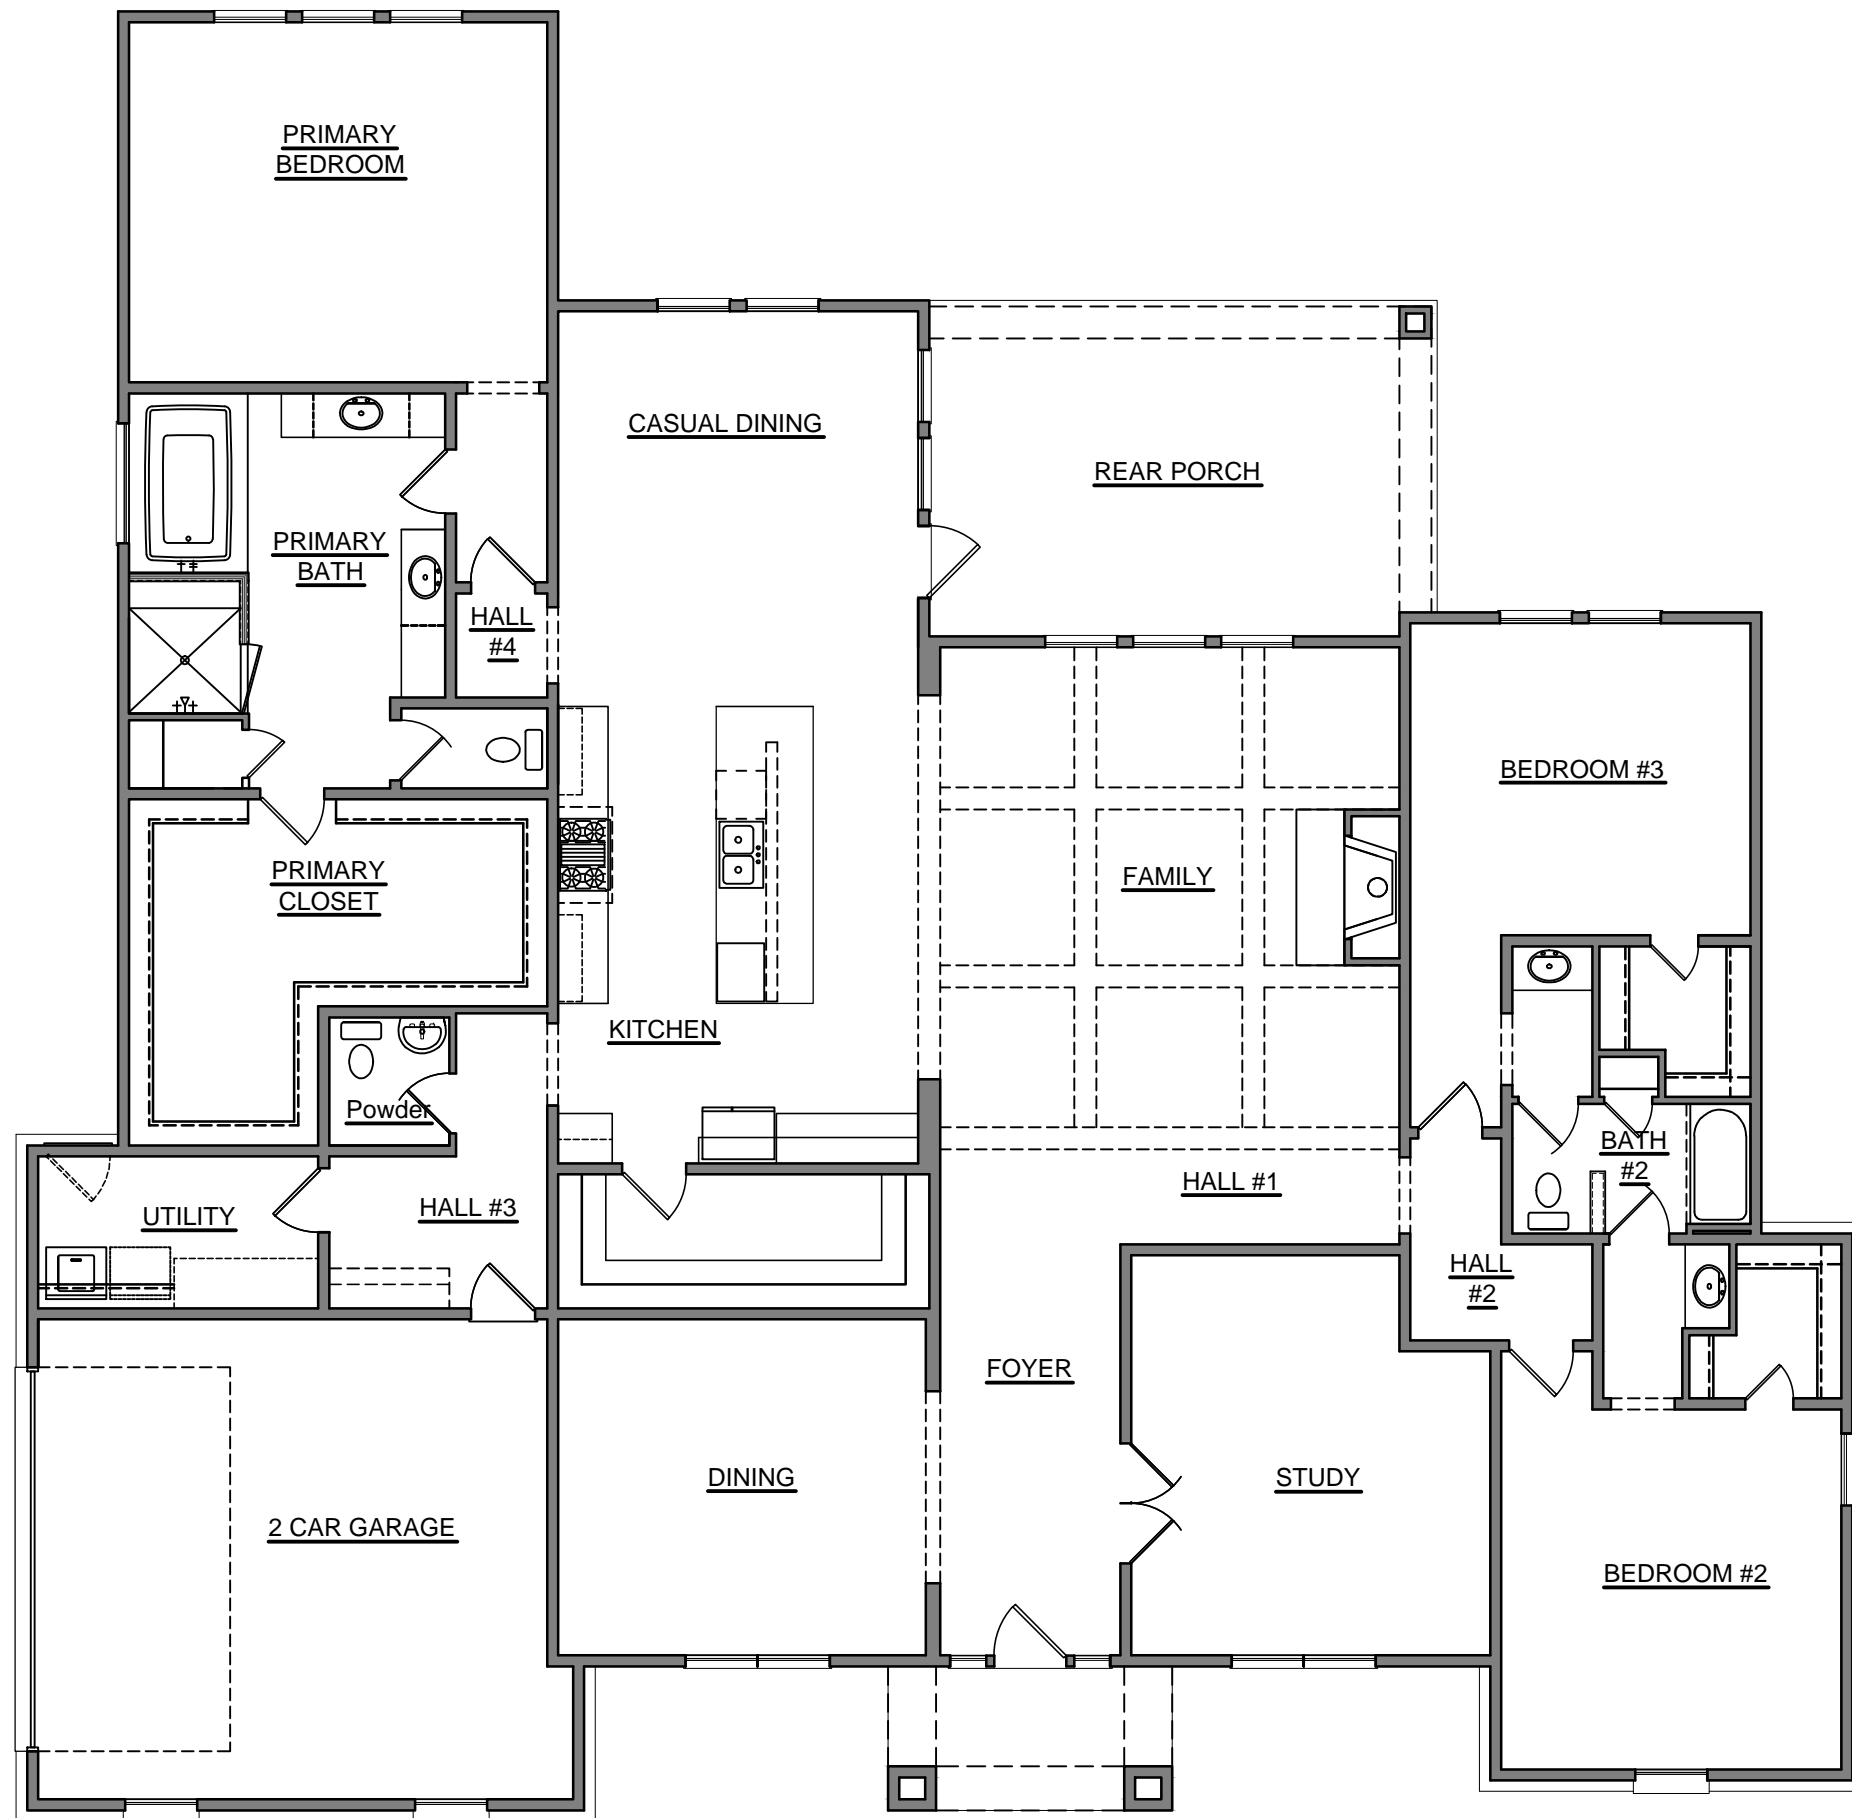 PRIMARY
BEDROOM
CASUAL DINING
REAR PORCH
PRIMARY
BATH
HALL
#4
BEDROOM #3
PRIMARY
CLOSET
FAMILY
KITCHEN
Powder
BATH
#2
HALL #1
UTILITY
HALL #3
HALL
#2
FOYER
DINING
STUDY
2 CAR GARAGE
BEDROOM #2